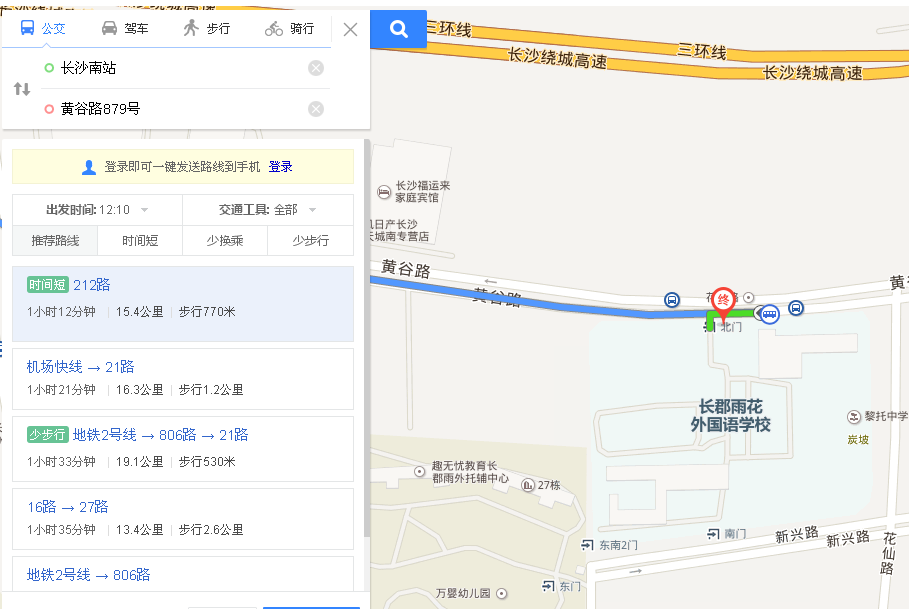 公交
驾车
步行
骑行
长沙南站
黄谷路879号
登录即可一键发送路线到手机 登录
出发时间: 12:10
交通工具: 全部
推荐路线
时间短
少换乘
少步行
时间短 212路
1小时12分钟 | 15.4公里 | 步行770米
机场快线 → 21路
1小时21分钟 | 16.3公里 | 步行1.2公里
少步行 地铁2号线 → 806路 → 21路
1小时33分钟 | 19.1公里 | 步行530米
16路 → 27路
1小时35分钟 | 13.4公里 | 步行2.6公里
地铁2号线 → 806路
三环线
三环线
长沙绕城高速
长沙绕城高速
长沙福运来
家庭宾馆
日产长沙
天城南专营店
黄谷路
黄谷路
黄
终
北门
长郡雨花
外国语学校
黎托中学
炭坡
趣无忧教育长
郡雨外托辅中心
27栋
南门
新兴路
新兴路
花仙路
东南2门
东门
万婴幼儿园